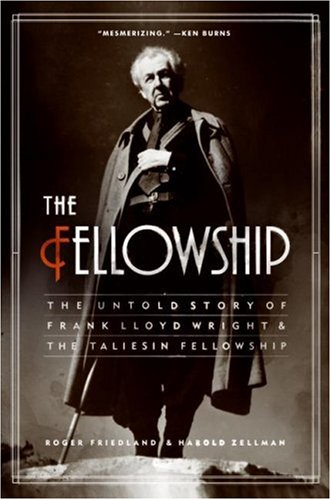 "MESMERIZING." —KEN BURNS
THE
FELLOWSHIP
THE UNTOLD STORY OF
FRANK LLOYD WRIGHT &
THE TALIESIN FELLOWSHIP
ROGER FRIEDLAND & HAROLD ZELLMAN